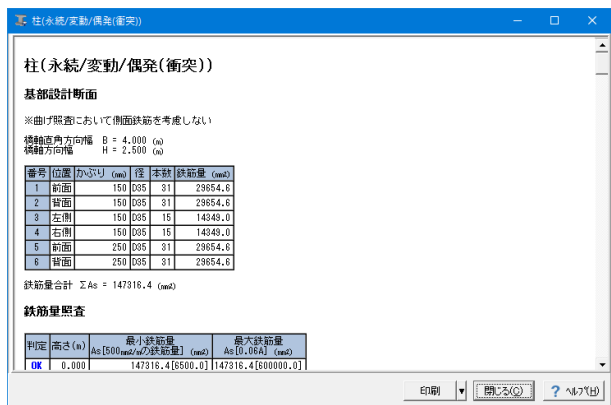 柱(永続/変動/偶発(衝突))
柱(永続/変動/偶発(衝突))
基部設計断面
※曲げ照査において側面鉄筋を考慮しない
橋軸直角方向幅 B = 4.000 (m)
橋軸方向幅 H = 2.500 (m)
番号 位置 かぶり (mm) 径 本数 鉄筋量 (mm2)
1 前面 150 D35 31 29654.6
2 背面 150 D35 31 29654.6
3 左側 150 D35 15 14349.0
4 右側 150 D35 15 14349.0
5 前面 250 D35 31 29654.6
6 背面 250 D35 31 29654.6
鉄筋量合計 ΣAs = 147316.4 (mm2)
鉄筋量照査
判定 高さ(m) 最小鉄筋量 As[500mm2/mの鉄筋量] (mm2) 最大鉄筋量 As[0.06A] (mm2)
OK 0.000 147316.4[6500.0] 147316.4[600000.0]
印刷 閉じる(C) ? ヘルプ(H)